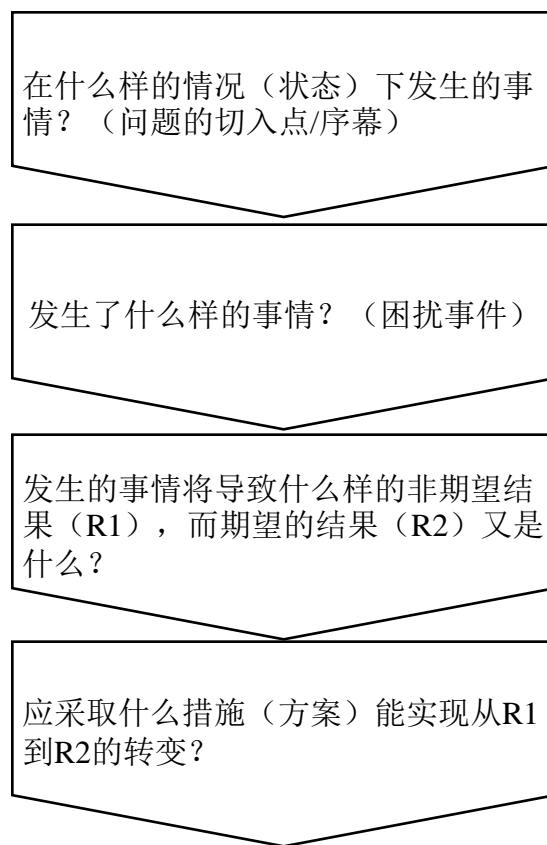 在什么样的情况（状态）下发生的事
情？（问题的切入点/序幕）
发生了什么样的事情？（困扰事件）
发生的事情将导致什么样的非期望结
果（R1），而期望的结果（R2）又是
什么？
应采取什么措施（方案）能实现从R1
到R2的转变？